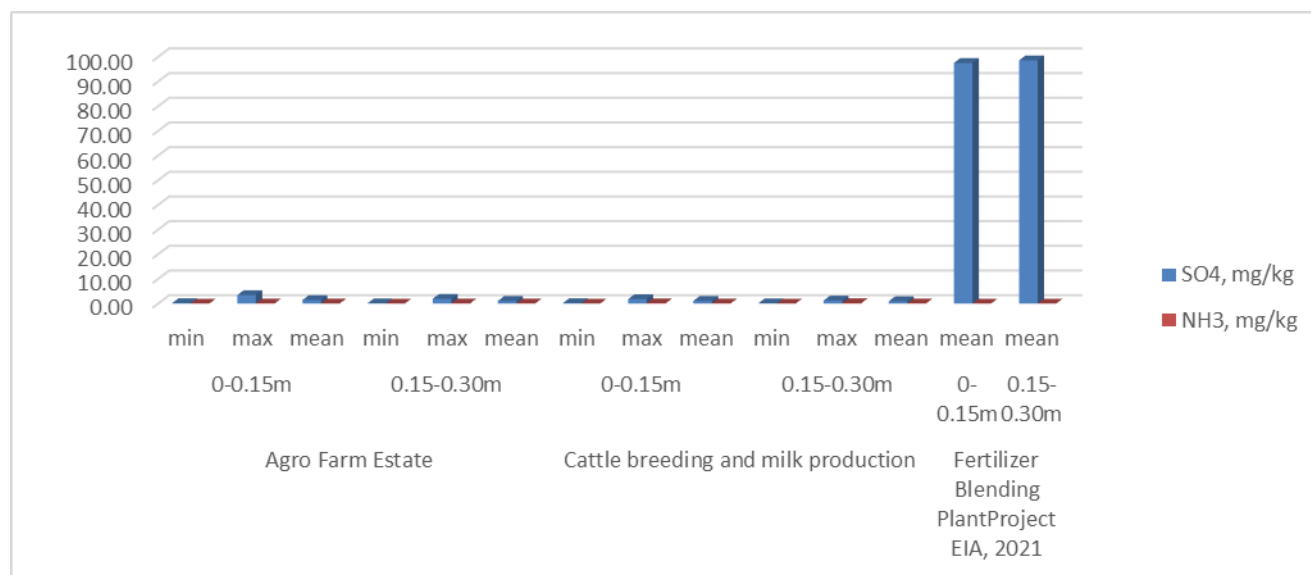 100.00
90.00
80.00
70.00
60.00
50.00
40.00
30.00
20.00
10.00
0.00
SO4, mg/kg
NH3, mg/kg
min max mean min max mean min max mean min max mean mean mean
0-0.15m 0.15-0.30m 0-0.15m 0.15-0.30m 0- 0.15-
0.15m 0.30m
Agro Farm Estate Cattle breeding and milk production Fertilizer
Blending
PlantProject
EIA, 2021